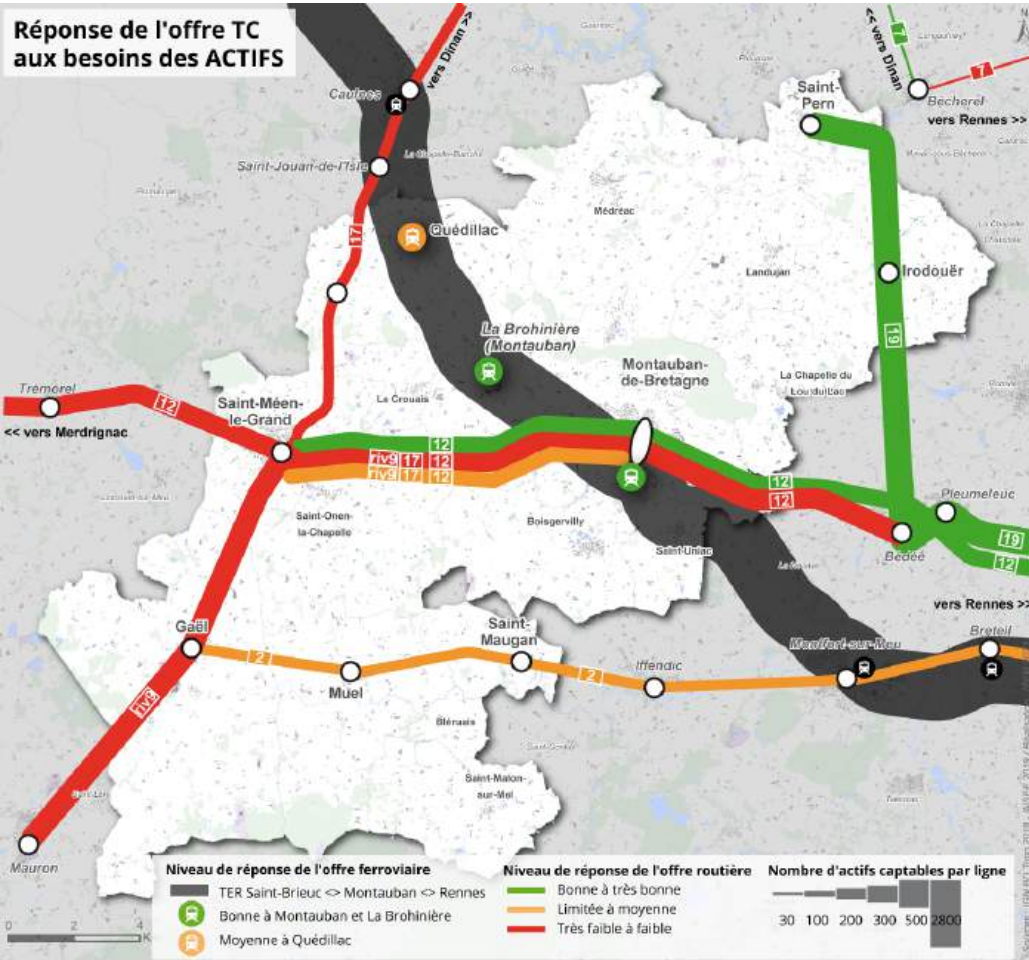 Réponse de l'offre TC
aux besoins des ACTIFS
vers Dinan >>
<< vers Dinan
7
7
Bécherel
vers Rennes >>
Caulnes
Saint-
Pern
Saint-Jouan-de-l'Isle
La Chapelle-Blanche
Médréac
Quédillac
17
Landujan
Irodouër
19
La Brohinière
(Montauban)
Montauban-
de-Bretagne
La Chapelle du
Lou du Lac
Trémorel
12
<< vers Merdrignac
Saint-Méen-
le-Grand
La Crouais
12
riv9 17 12
riv9 17 12
12
12
Pleumeleuc
Bédée
19
12
vers Rennes >>
Saint-Onen-
la-Chapelle
Boisgervilly
Saint-Uniac
Gaël
2
Muel
Saint-
Maugan
2
Iffendic
Montfort-sur-Meu
Breteil
riv9
Bléruais
Saint-Malon-
sur-Mel
Mauron
Niveau de réponse de l'offre ferroviaire
TER Saint-Brieuc <> Montauban <> Rennes
Bonne à Montauban et La Brohinière
Moyenne à Quédillac
Niveau de réponse de l'offre routière
Bonne à très bonne
Limitée à moyenne
Très faible à faible
Nombre d'actifs captables par ligne
30 100 200 300 500 2800
0 2 4 K